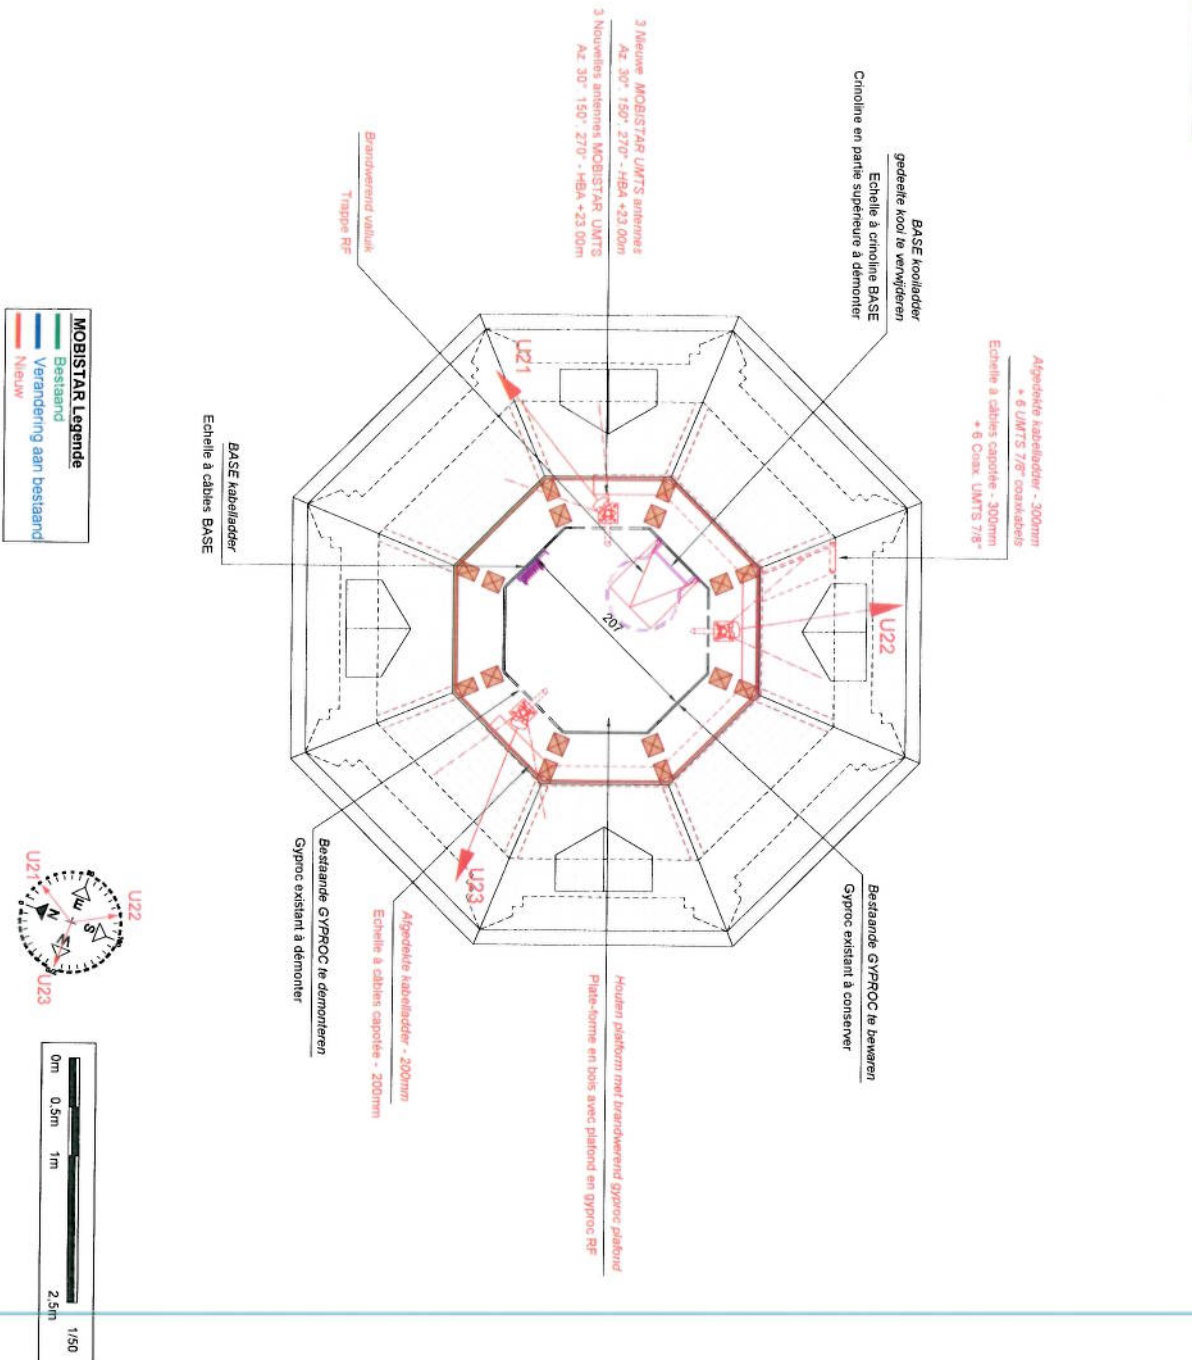 3 Nieuwe MOBISTAR UMTS antennes
Az. 30°, 150°, 270° - HBA +23.00m
3 Nouvelles antennes MOBISTAR UMTS
Az. 30°, 150°, 270° - HBA +23.00m
BASE kooiladder
gedeelte kooi te verwijderen
Echelle à crinoline BASE
Crinoline en partie supérieure à démonter
Brandwerend valluik
Trappe RF
Afgedekte kabelladder - 300mm
+ 6 UMTS 7/8" coaxkabels
Echelle à câbles capotée - 300mm
+ 6 Coax. UMTS 7/8"
U21
U22
207
U23
BASE kabelladder
Echelle à câbles BASE
MOBISTAR Legende
Bestaand
Verandering aan bestaand
Nieuw
Bestaande GYPROC te bewaren
Gyproc existant à conserver
Houten platform met brandwerend gyproc plafond
Plate-forme en bois avec plafond en gyproc RF
Afgedekte kabelladder - 200mm
Echelle à câbles capotée - 200mm
Bestaande GYPROC te demonteren
Gyproc existant à démonter
U22
U21
E
S
N
W
U23
0m 0,5m 1m 2,5m
1/50